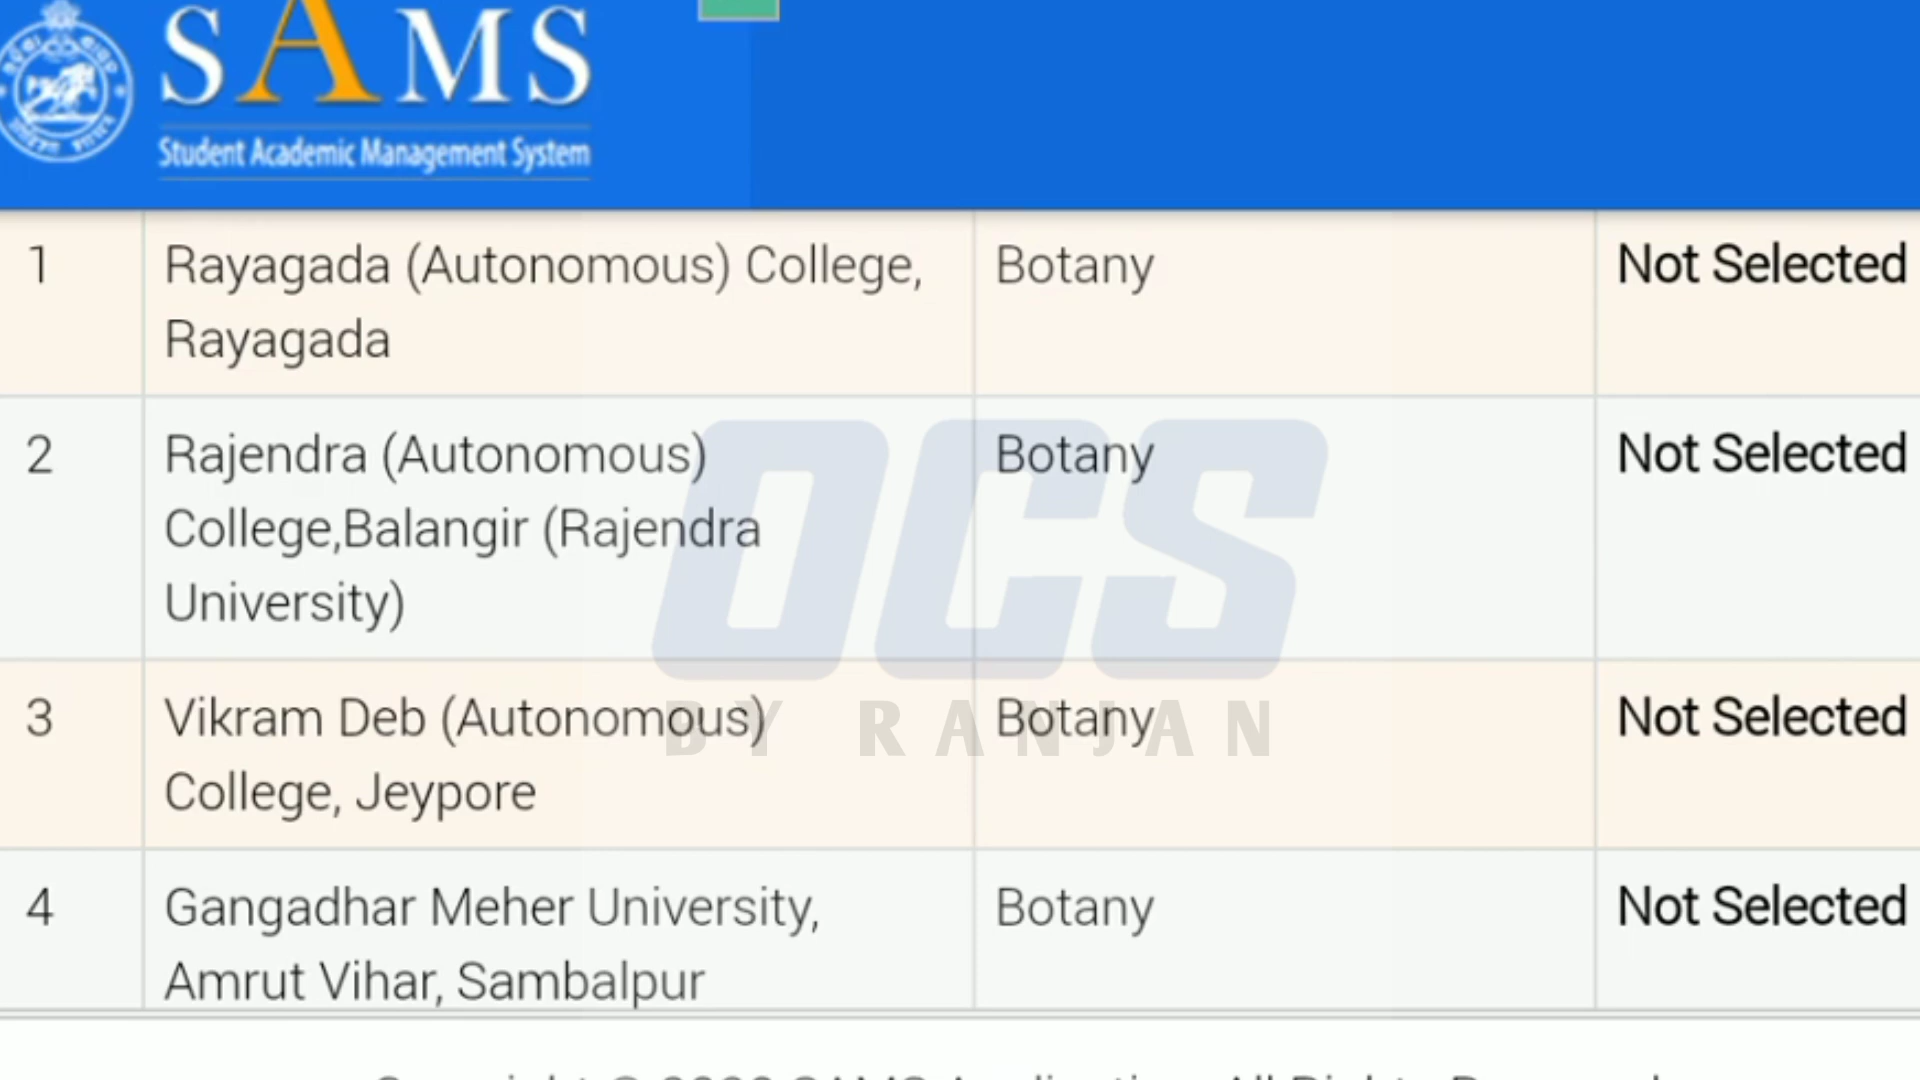 SAMS
Student Academic Management System
1 Rayagada (Autonomous) College, Botany Not Selected
Rayagada
2 Rajendra (Autonomous) Botany Not Selected
College,Balangir (Rajendra
University)
3 Vikram Deb (Autonomous) Botany Not Selected
College, Jeypore
4 Gangadhar Meher University, Botany Not Selected
Amrut Vihar, Sambalpur
OCS
BY RANJAN